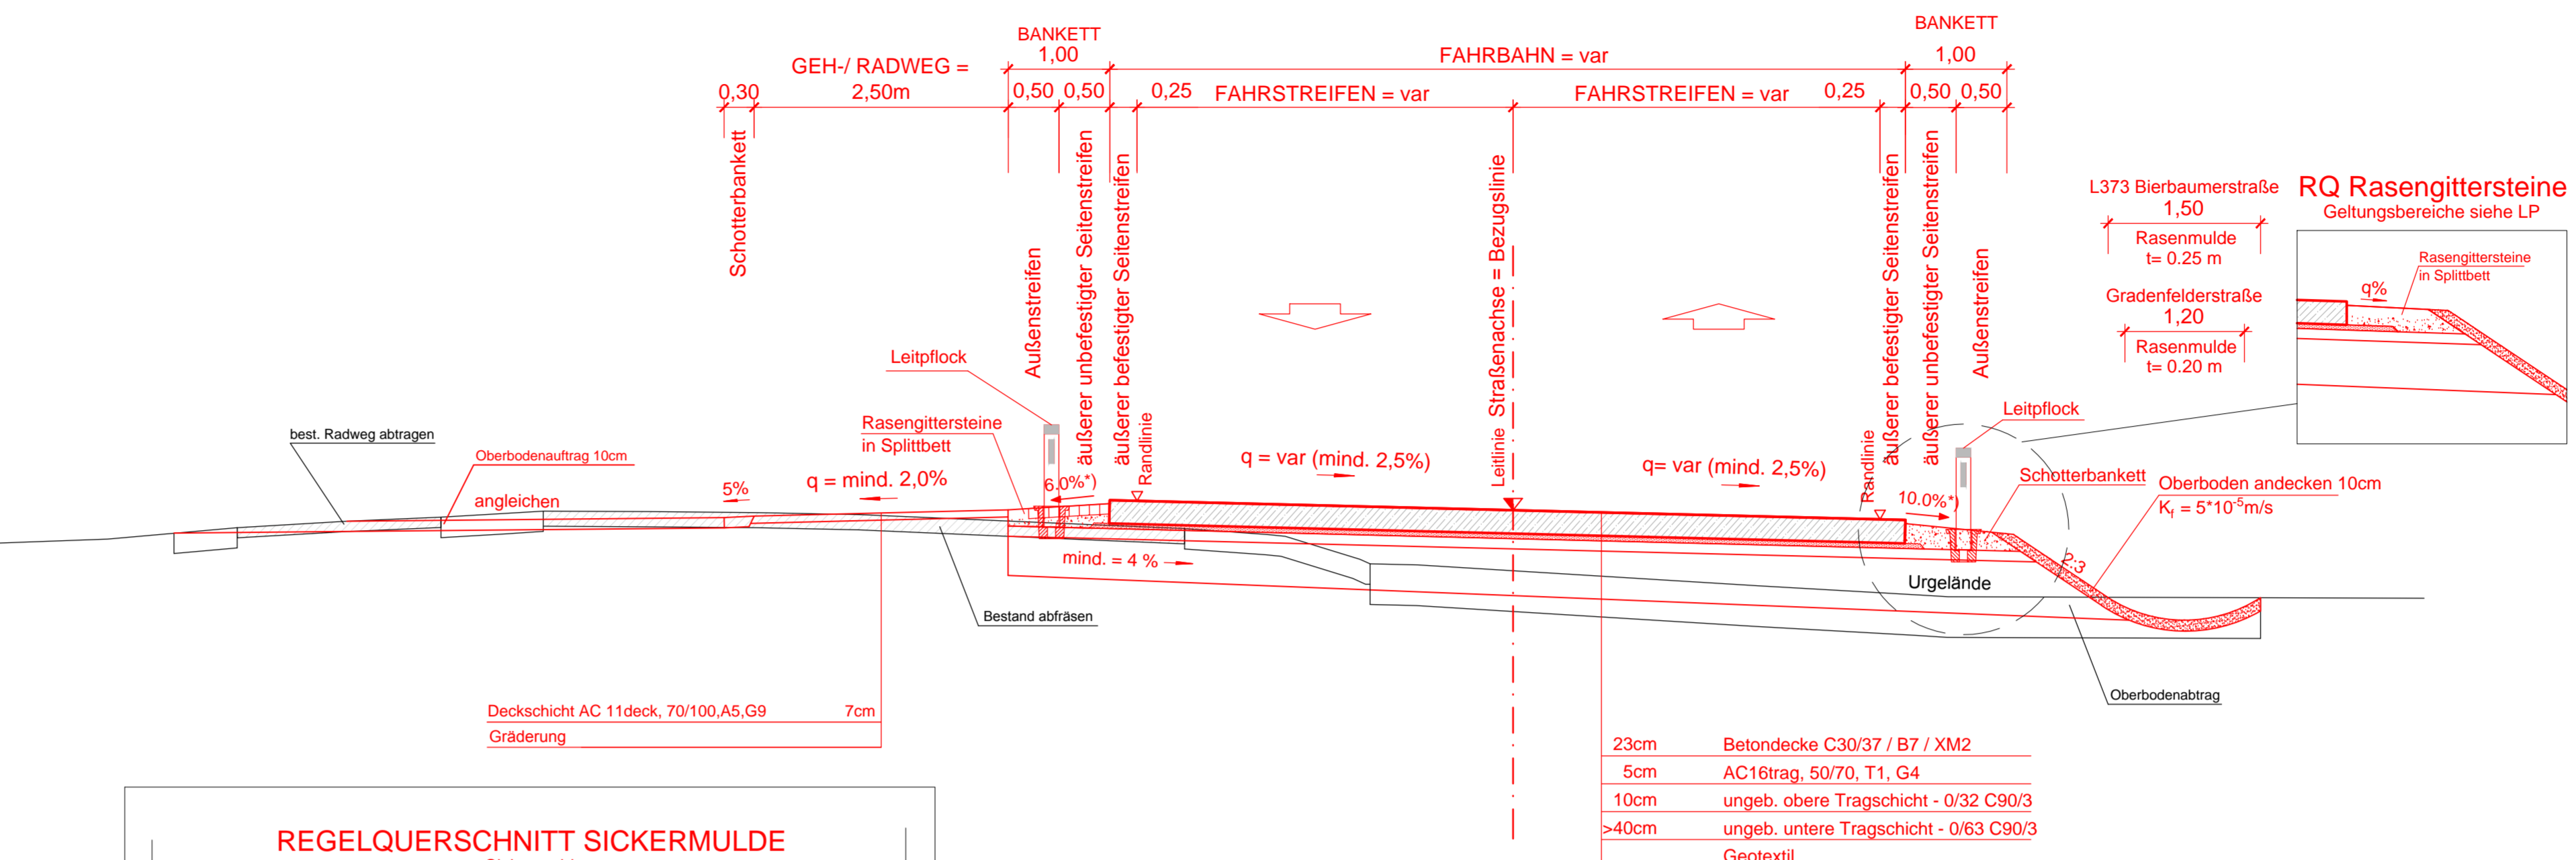 BANKETT
1,00
GEH-/ RADWEG =
2,50m
0,30
0,50
0,50
0,25
FAHRBAHN = var
FAHRSTREIFEN = var
FAHRSTREIFEN = var
0,25
BANKETT
1,00
0,50
0,50
Schotterbankett
Außenstreifen
äußerer unbefestigter Seitenstreifen
äußerer befestigter Seitenstreifen
Randlinie
Leitlinie Straßenachse = Bezugslinie
Randlinie
äußerer befestigter Seitenstreifen
äußerer unbefestigter Seitenstreifen
Außenstreifen
L373 Bierbaumerstraße
1,50
Rasenmulde
t= 0.25 m
Gradenfelderstraße
1,20
Rasenmulde
t= 0.20 m
RQ Rasengittersteine
Geltungsbereiche siehe LP
Rasengittersteine
in Splittbett
q%
Leitpflock
Rasengittersteine
in Splittbett
best. Radweg abtragen
Oberbodenauftrag 10cm
angleichen
5%
q = mind. 2,0%
6.0%*)
q = var (mind. 2,5%)
q= var (mind. 2,5%)
10.0%*)
Leitpflock
Schotterbankett
Oberboden andecken 10cm
K_f = 5*10⁻⁵m/s
2:3
mind. = 4 %
Urgelände
Bestand abfräsen
Oberbodenabtrag
Deckschicht AC 11deck, 70/100,A5,G9 7cm
Gräderung
23cm Betondecke C30/37 / B7 / XM2
5cm AC16trag, 50/70, T1, G4
10cm ungeb. obere Tragschicht - 0/32 C90/3
>40cm ungeb. untere Tragschicht - 0/63 C90/3
Geotextil
REGELQUERSCHNITT SICKERMULDE